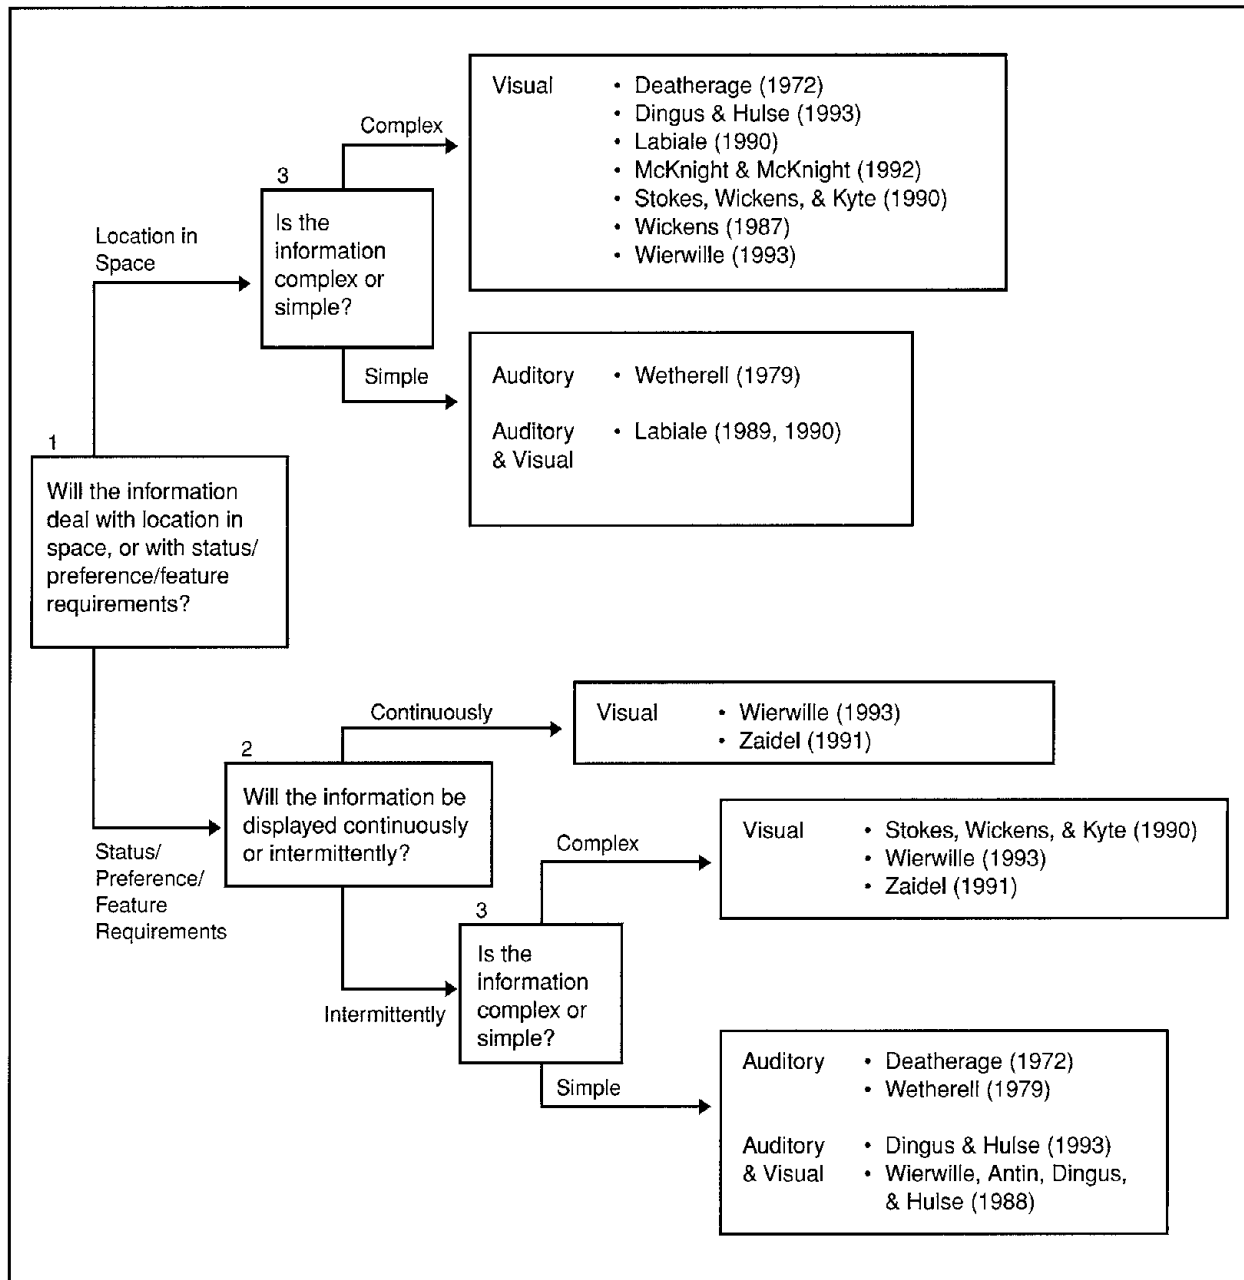 Visual • Deatherage (1972)
• Dingus & Hulse (1993)
• Labiale (1990)
• McKnight & McKnight (1992)
• Stokes, Wickens, & Kyte (1990)
• Wickens (1987)
• Wierwille (1993)
Complex
3
Is the
information
complex or
simple?
Location in
Space
Simple
Auditory • Wetherell (1979)
Auditory • Labiale (1989, 1990)
& Visual
1
Will the information
deal with location in
space, or with status/
preference/feature
requirements?
Continuously
Visual • Wierwille (1993)
• Zaidel (1991)
2
Will the information be
displayed continuously
or intermittently?
Status/
Preference/
Feature
Requirements
Complex
Visual • Stokes, Wickens, & Kyte (1990)
• Wierwille (1993)
• Zaidel (1991)
3
Is the
information
complex or
simple?
Intermittently
Simple
Auditory • Deatherage (1972)
• Wetherell (1979)
Auditory • Dingus & Hulse (1993)
& Visual • Wierwille, Antin, Dingus,
& Hulse (1988)